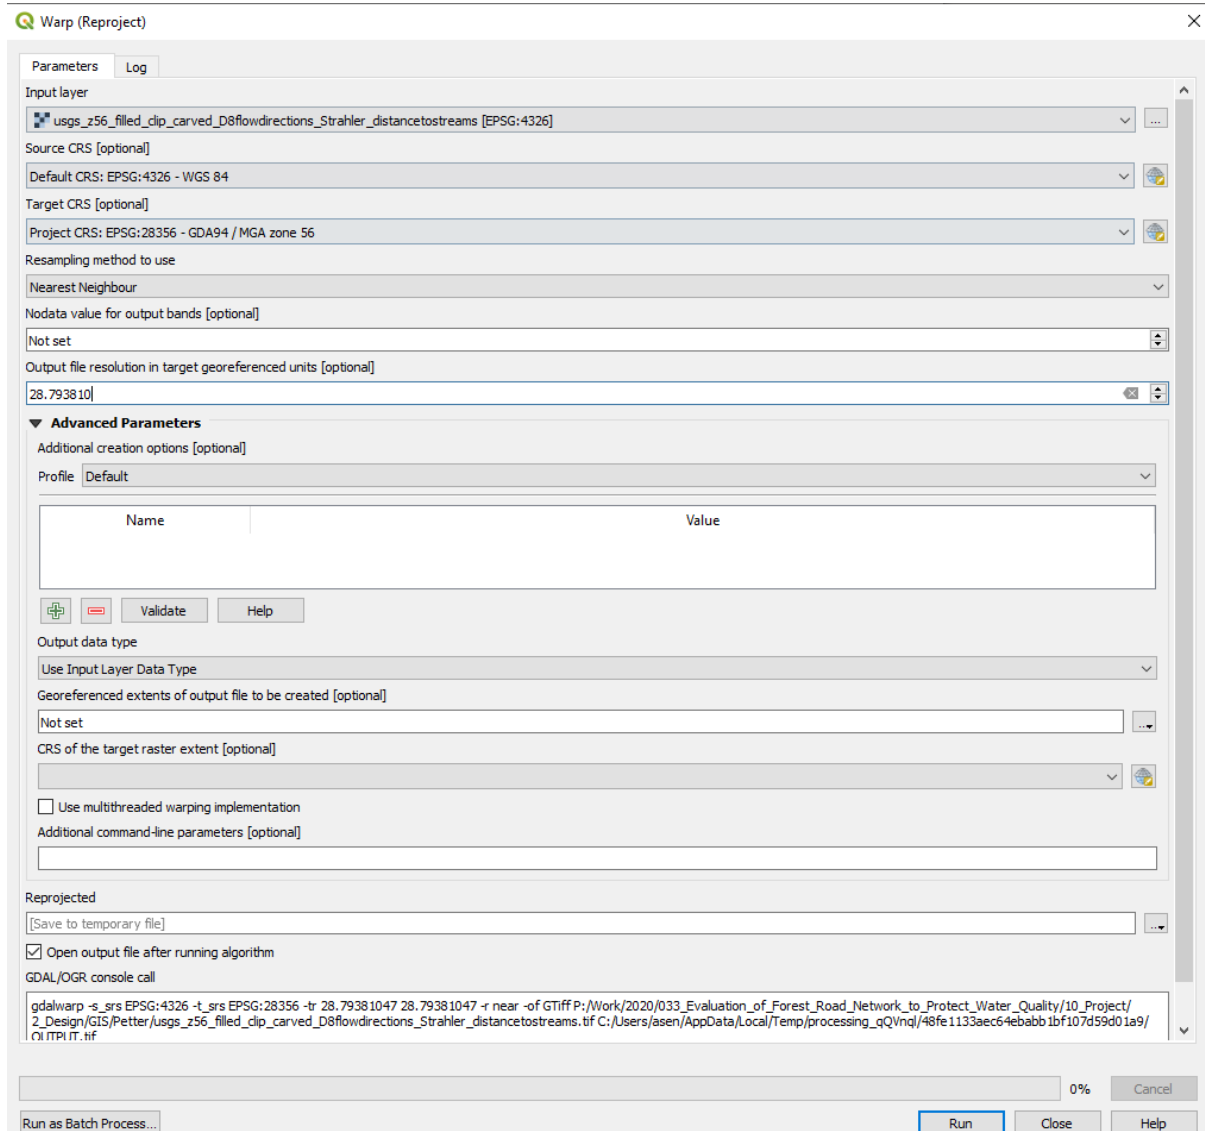 Warp (Reproject)
Parameters
Log
Input layer
usgs_z56_filled_clip_carved_D8flowdirections_Strahler_distancetostreams [EPSG:4326]
...
Source CRS [optional]
Default CRS: EPSG:4326 - WGS 84
Target CRS [optional]
Project CRS: EPSG:28356 - GDA94 / MGA zone 56
Resampling method to use
Nearest Neighbour
Nodata value for output bands [optional]
Not set
Output file resolution in target georeferenced units [optional]
28.793810
Advanced Parameters
Additional creation options [optional]
Profile Default
Name Value
Validate Help
Output data type
Use Input Layer Data Type
Georeferenced extents of output file to be created [optional]
Not set
...
CRS of the target raster extent [optional]
Use multithreaded warping implementation
Additional command-line parameters [optional]
Reprojected
[Save to temporary file]
...
Open output file after running algorithm
GDAL/OGR console call
gdalwarp -s_srs EPSG:4326 -t_srs EPSG:28356 -tr 28.79381047 28.79381047 -r near -of GTiff P:/Work/2020/033_Evaluation_of_Forest_Road_Network_to_Protect_Water_Quality/10_Project/
2_Design/GIS/Petter/usgs_z56_filled_clip_carved_D8flowdirections_Strahler_distancetostreams.tif C:/Users/asen/AppData/Local/Temp/processing_qQVnql/48fe1133aec64ebabb1bf107d59d01a9/
OUTPUT.tif
0% Cancel
Run as Batch Process... Run Close Help